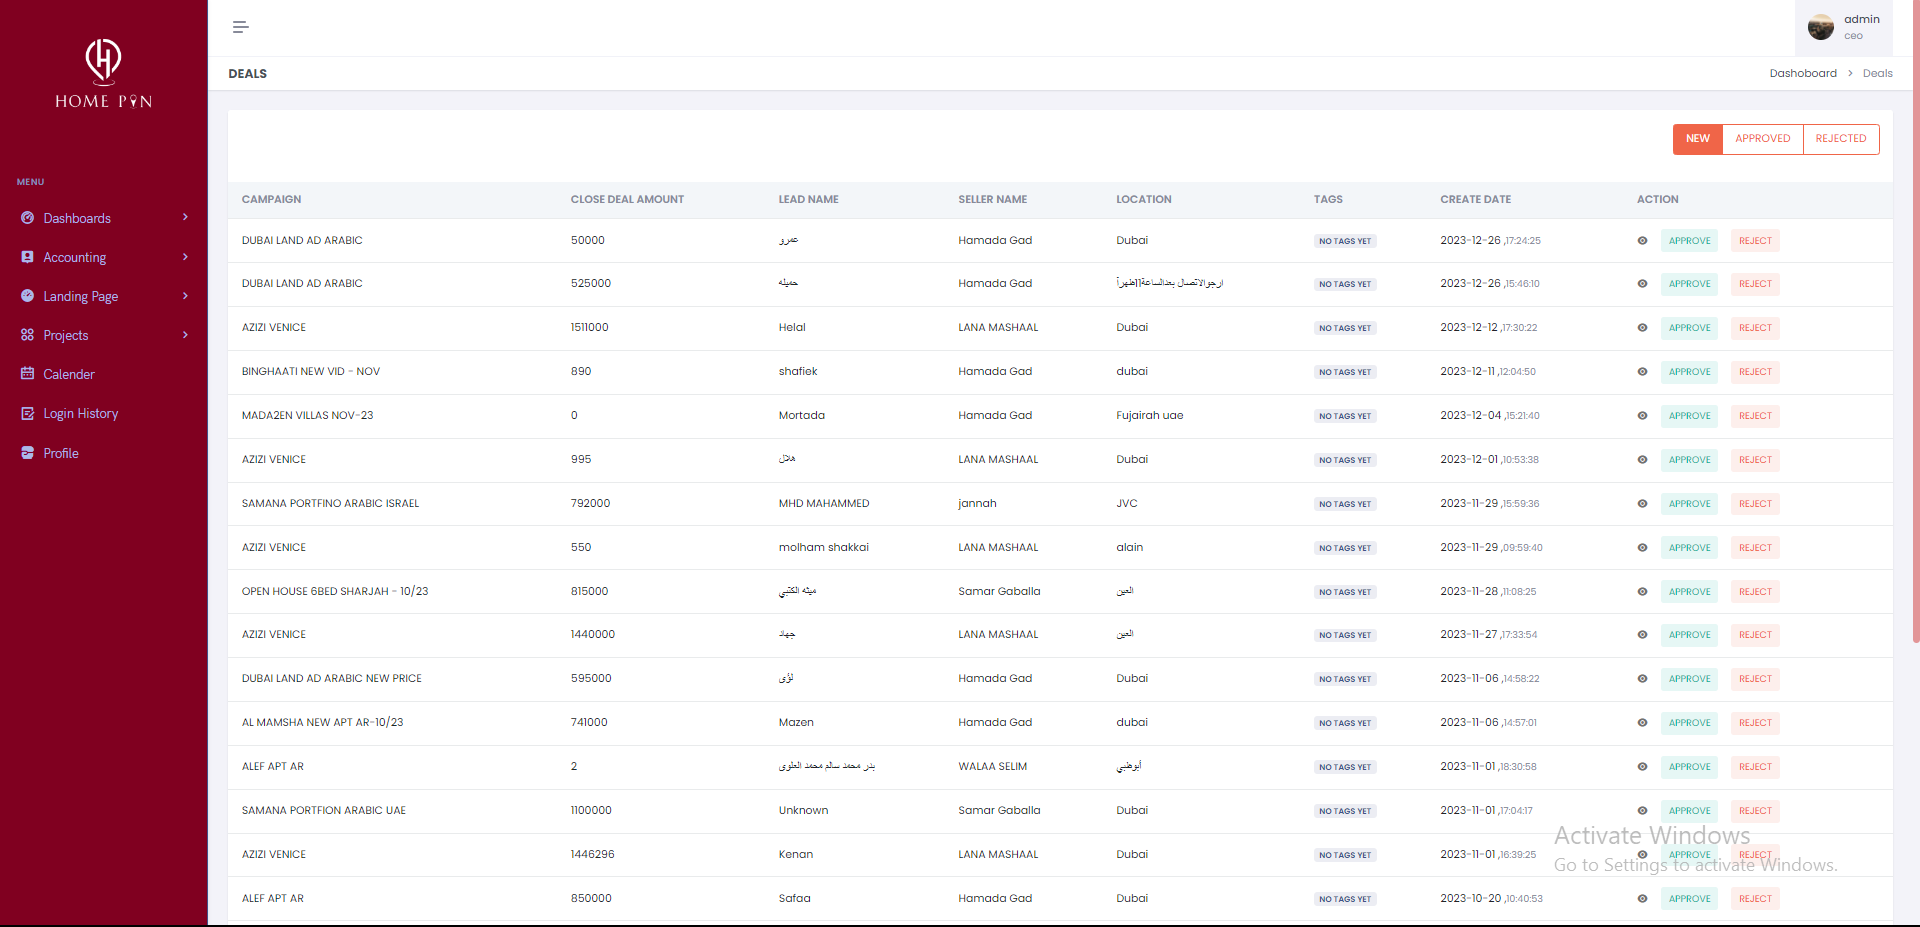 HOME PIN
admin
ceo
DEALS
Dashoboard > Deals
MENU
Dashboards
Accounting
Landing Page
Projects
Calender
Login History
Profile
NEW APPROVED REJECTED
CAMPAIGN CLOSE DEAL AMOUNT LEAD NAME SELLER NAME LOCATION TAGS CREATE DATE ACTION
DUBAI LAND AD ARABIC 50000 عمرو Hamada Gad Dubai NO TAGS YET 2023-12-26 ,17:24:25 APPROVE REJECT
DUBAI LAND AD ARABIC 525000 جميله Hamada Gad ارجوالاتصال بعدالساعة11ظهراً NO TAGS YET 2023-12-26 ,15:46:10 APPROVE REJECT
AZIZI VENICE 1511000 Helal LANA MASHAAL Dubai NO TAGS YET 2023-12-12 ,17:30:22 APPROVE REJECT
BINGHAATI NEW VID - NOV 890 shafiek Hamada Gad dubai NO TAGS YET 2023-12-11 ,12:04:50 APPROVE REJECT
MADA2EN VILLAS NOV-23 0 Mortada Hamada Gad Fujairah uae NO TAGS YET 2023-12-04 ,15:21:40 APPROVE REJECT
AZIZI VENICE 995 هلال LANA MASHAAL Dubai NO TAGS YET 2023-12-01 ,10:53:38 APPROVE REJECT
SAMANA PORTFINO ARABIC ISRAEL 792000 MHD MAHAMMED jannah JVC NO TAGS YET 2023-11-29 ,15:59:36 APPROVE REJECT
AZIZI VENICE 550 molham shakkai LANA MASHAAL alain NO TAGS YET 2023-11-29 ,09:59:40 APPROVE REJECT
OPEN HOUSE 6BED SHARJAH - 10/23 815000 ميثه الكتبي Samar Gaballa العين NO TAGS YET 2023-11-28 ,11:08:25 APPROVE REJECT
AZIZI VENICE 1440000 جهاد LANA MASHAAL العين NO TAGS YET 2023-11-27 ,17:33:54 APPROVE REJECT
DUBAI LAND AD ARABIC NEW PRICE 595000 لؤى Hamada Gad Dubai NO TAGS YET 2023-11-06 ,14:58:22 APPROVE REJECT
AL MAMSHA NEW APT AR-10/23 741000 Mazen Hamada Gad dubai NO TAGS YET 2023-11-06 ,14:57:01 APPROVE REJECT
ALEF APT AR 2 بدر محمد سالم محمد العلوى WALAA SELIM أبوظبي NO TAGS YET 2023-11-01 ,18:30:58 APPROVE REJECT
SAMANA PORTFION ARABIC UAE 1100000 Unknown Samar Gaballa Dubai NO TAGS YET 2023-11-01 ,17:04:17 APPROVE REJECT
AZIZI VENICE 1446296 Kenan LANA MASHAAL Dubai NO TAGS YET 2023-11-01 ,16:39:25 APPROVE REJECT
ALEF APT AR 850000 Safaa Hamada Gad Dubai NO TAGS YET 2023-10-20 ,10:40:53 APPROVE REJECT
Activate Windows
Go to Settings to activate Windows.